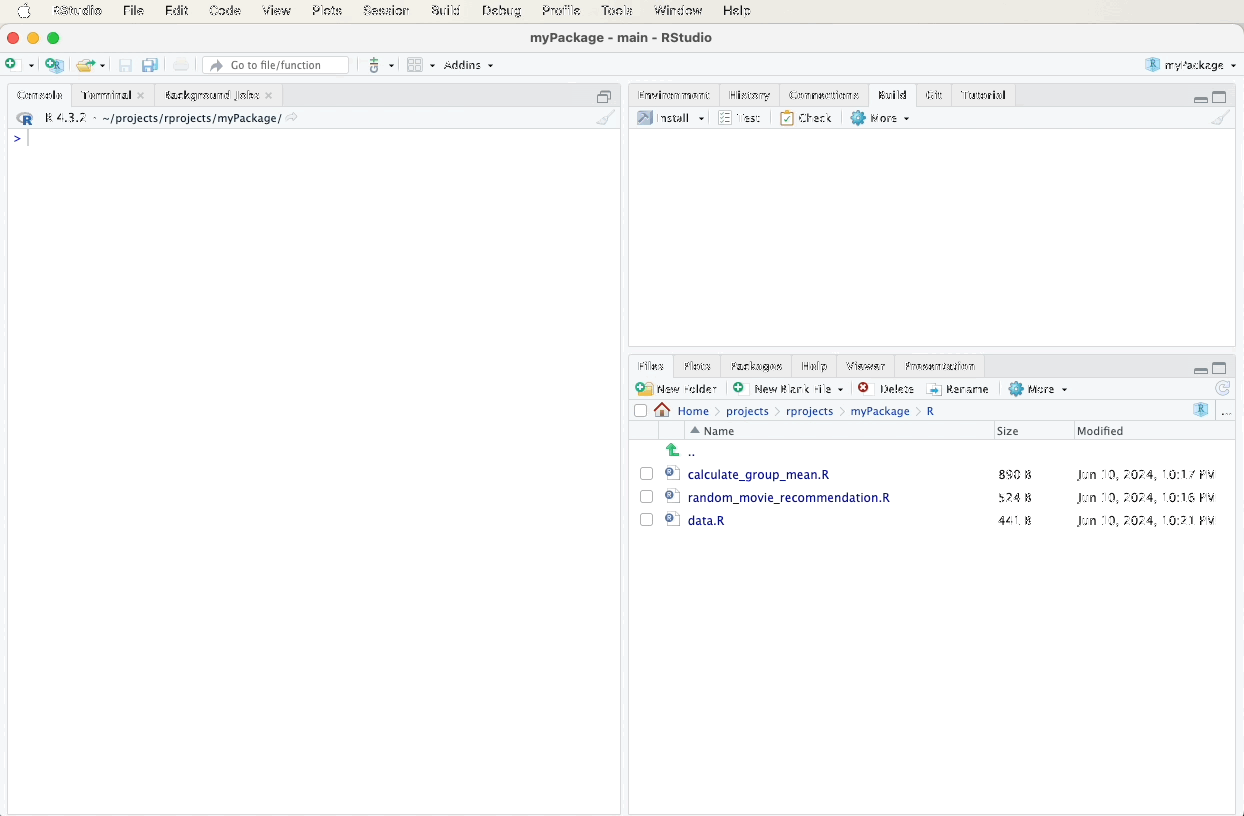 RStudio File Edit Code View Plots Session Build Debug Profile Tools Window Help
myPackage - main - RStudio
Go to file/function Addins myPackage
Console Terminal Background Jobs
R 4.3.2 · ~/projects/rprojects/myPackage/
>
Environment History Connections Build Git Tutorial
Install Test Check More
Files Plots Packages Help Viewer Presentation
New Folder New Blank File Delete Rename More
Home projects rprojects myPackage R ...
Name Size Modified
..
calculate_group_mean.R 890 B Jun 10, 2024, 10:17 PM
random_movie_recommendation.R 524 B Jun 10, 2024, 10:16 PM
data.R 441 B Jun 10, 2024, 10:21 PM